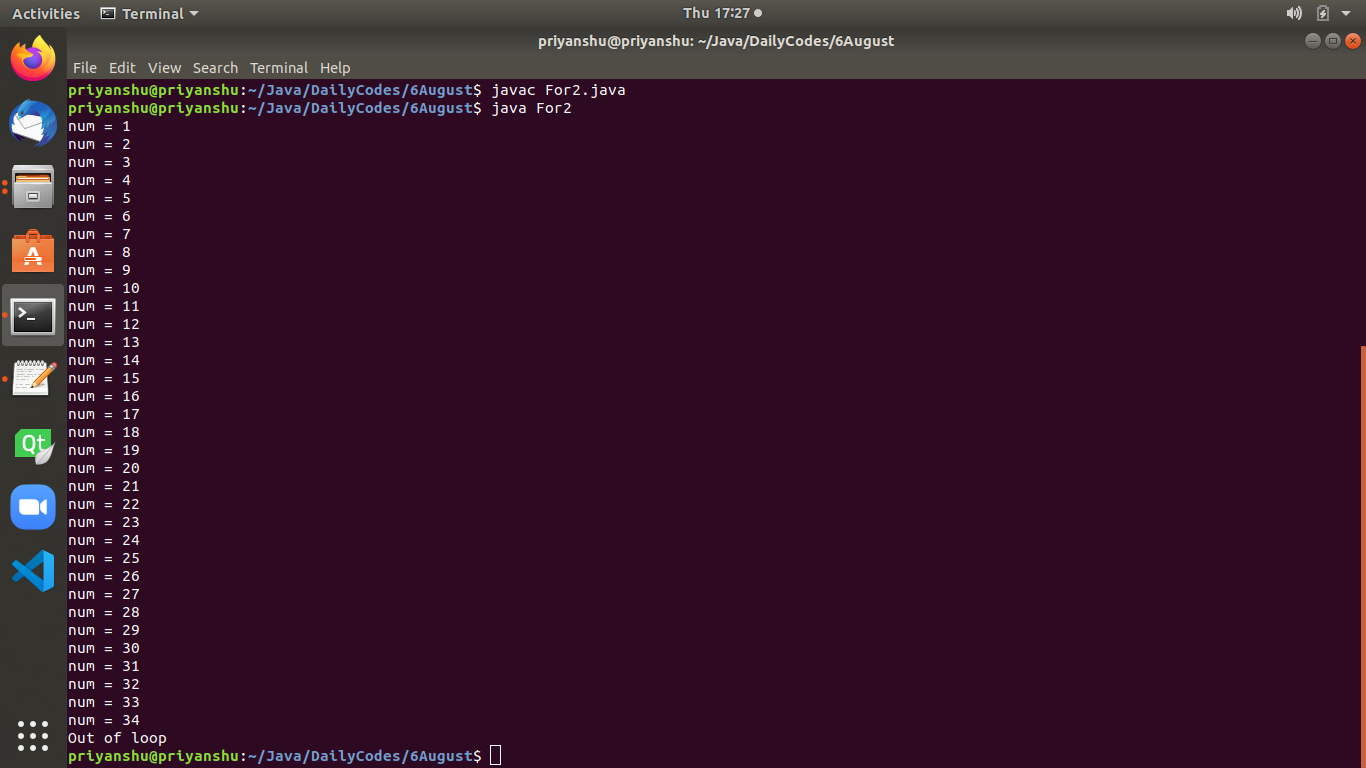 Activities Terminal Thu 17:27
priyanshu@priyanshu: ~/Java/DailyCodes/6August
File Edit View Search Terminal Help
priyanshu@priyanshu:~/Java/DailyCodes/6August$ javac For2.java
priyanshu@priyanshu:~/Java/DailyCodes/6August$ java For2
num = 1
num = 2
num = 3
num = 4
num = 5
num = 6
num = 7
num = 8
num = 9
num = 10
num = 11
num = 12
num = 13
num = 14
num = 15
num = 16
num = 17
num = 18
num = 19
num = 20
num = 21
num = 22
num = 23
num = 24
num = 25
num = 26
num = 27
num = 28
num = 29
num = 30
num = 31
num = 32
num = 33
num = 34
Out of loop
priyanshu@priyanshu:~/Java/DailyCodes/6August$
Qt